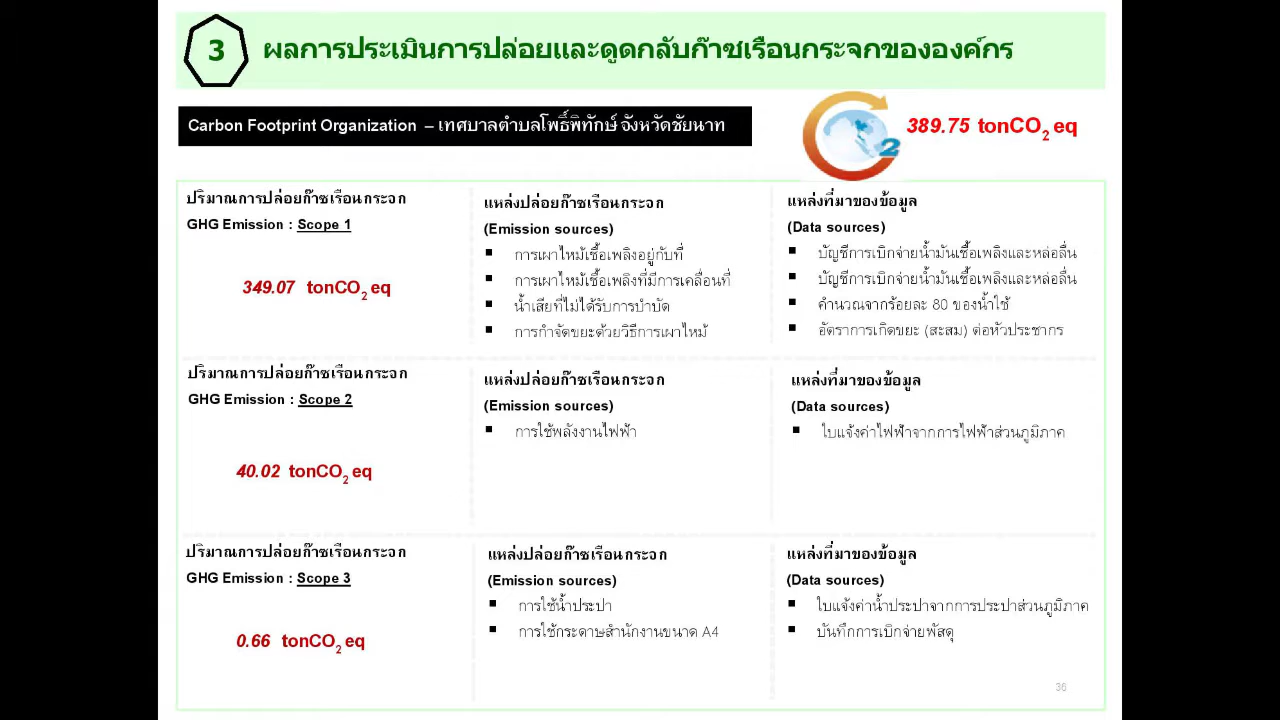 3
ผลการประเมินการปล่อยและดูดกลับก๊าซเรือนกระจกขององค์กร
Carbon Footprint Organization – เทศบาลตำบลโพธิ์พิทักษ์ จังหวัดชัยนาท
2
389.75 tonCO2 eq
ปริมาณการปล่อยก๊าซเรือนกระจก
GHG Emission : Scope 1
349.07 tonCO2 eq
แหล่งปล่อยก๊าซเรือนกระจก
(Emission sources)
▪ การเผาไหม้เชื้อเพลิงอยู่กับที่
▪ การเผาไหม้เชื้อเพลิงที่มีการเคลื่อนที่
▪ น้ำเสียที่ไม่ได้รับการบำบัด
▪ การกำจัดขยะด้วยวิธีการเผาไหม้
แหล่งที่มาของข้อมูล
(Data sources)
▪ บัญชีการเบิกจ่ายน้ำมันเชื้อเพลิงและหล่อลื่น
▪ บัญชีการเบิกจ่ายน้ำมันเชื้อเพลิงและหล่อลื่น
▪ คำนวณจากร้อยละ 80 ของน้ำใช้
▪ อัตราการเกิดขยะ (สะสม) ต่อหัวประชากร
ปริมาณการปล่อยก๊าซเรือนกระจก
GHG Emission : Scope 2
40.02 tonCO2 eq
แหล่งปล่อยก๊าซเรือนกระจก
(Emission sources)
▪ การใช้พลังงานไฟฟ้า
แหล่งที่มาของข้อมูล
(Data sources)
▪ ใบแจ้งค่าไฟฟ้าจากการไฟฟ้าส่วนภูมิภาค
ปริมาณการปล่อยก๊าซเรือนกระจก
GHG Emission : Scope 3
0.66 tonCO2 eq
แหล่งปล่อยก๊าซเรือนกระจก
(Emission sources)
▪ การใช้น้ำประปา
▪ การใช้กระดาษสำนักงานขนาด A4
แหล่งที่มาของข้อมูล
(Data sources)
▪ ใบแจ้งค่าน้ำประปาจากการประปาส่วนภูมิภาค
▪ บันทึกการเบิกจ่ายพัสดุ
36